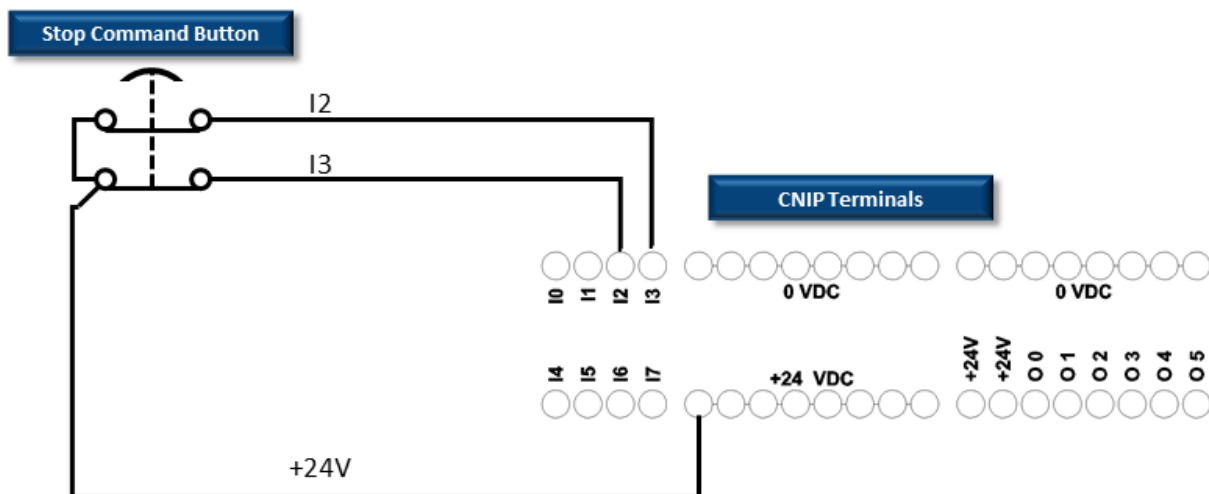 Stop Command Button
I2
I3
CNIP Terminals
I0 I1 I2 I3 0 VDC 0 VDC
I4 I5 I6 I7 +24 VDC +24V +24V O 0 O 1 O 2 O 3 O 4 O 5
+24V